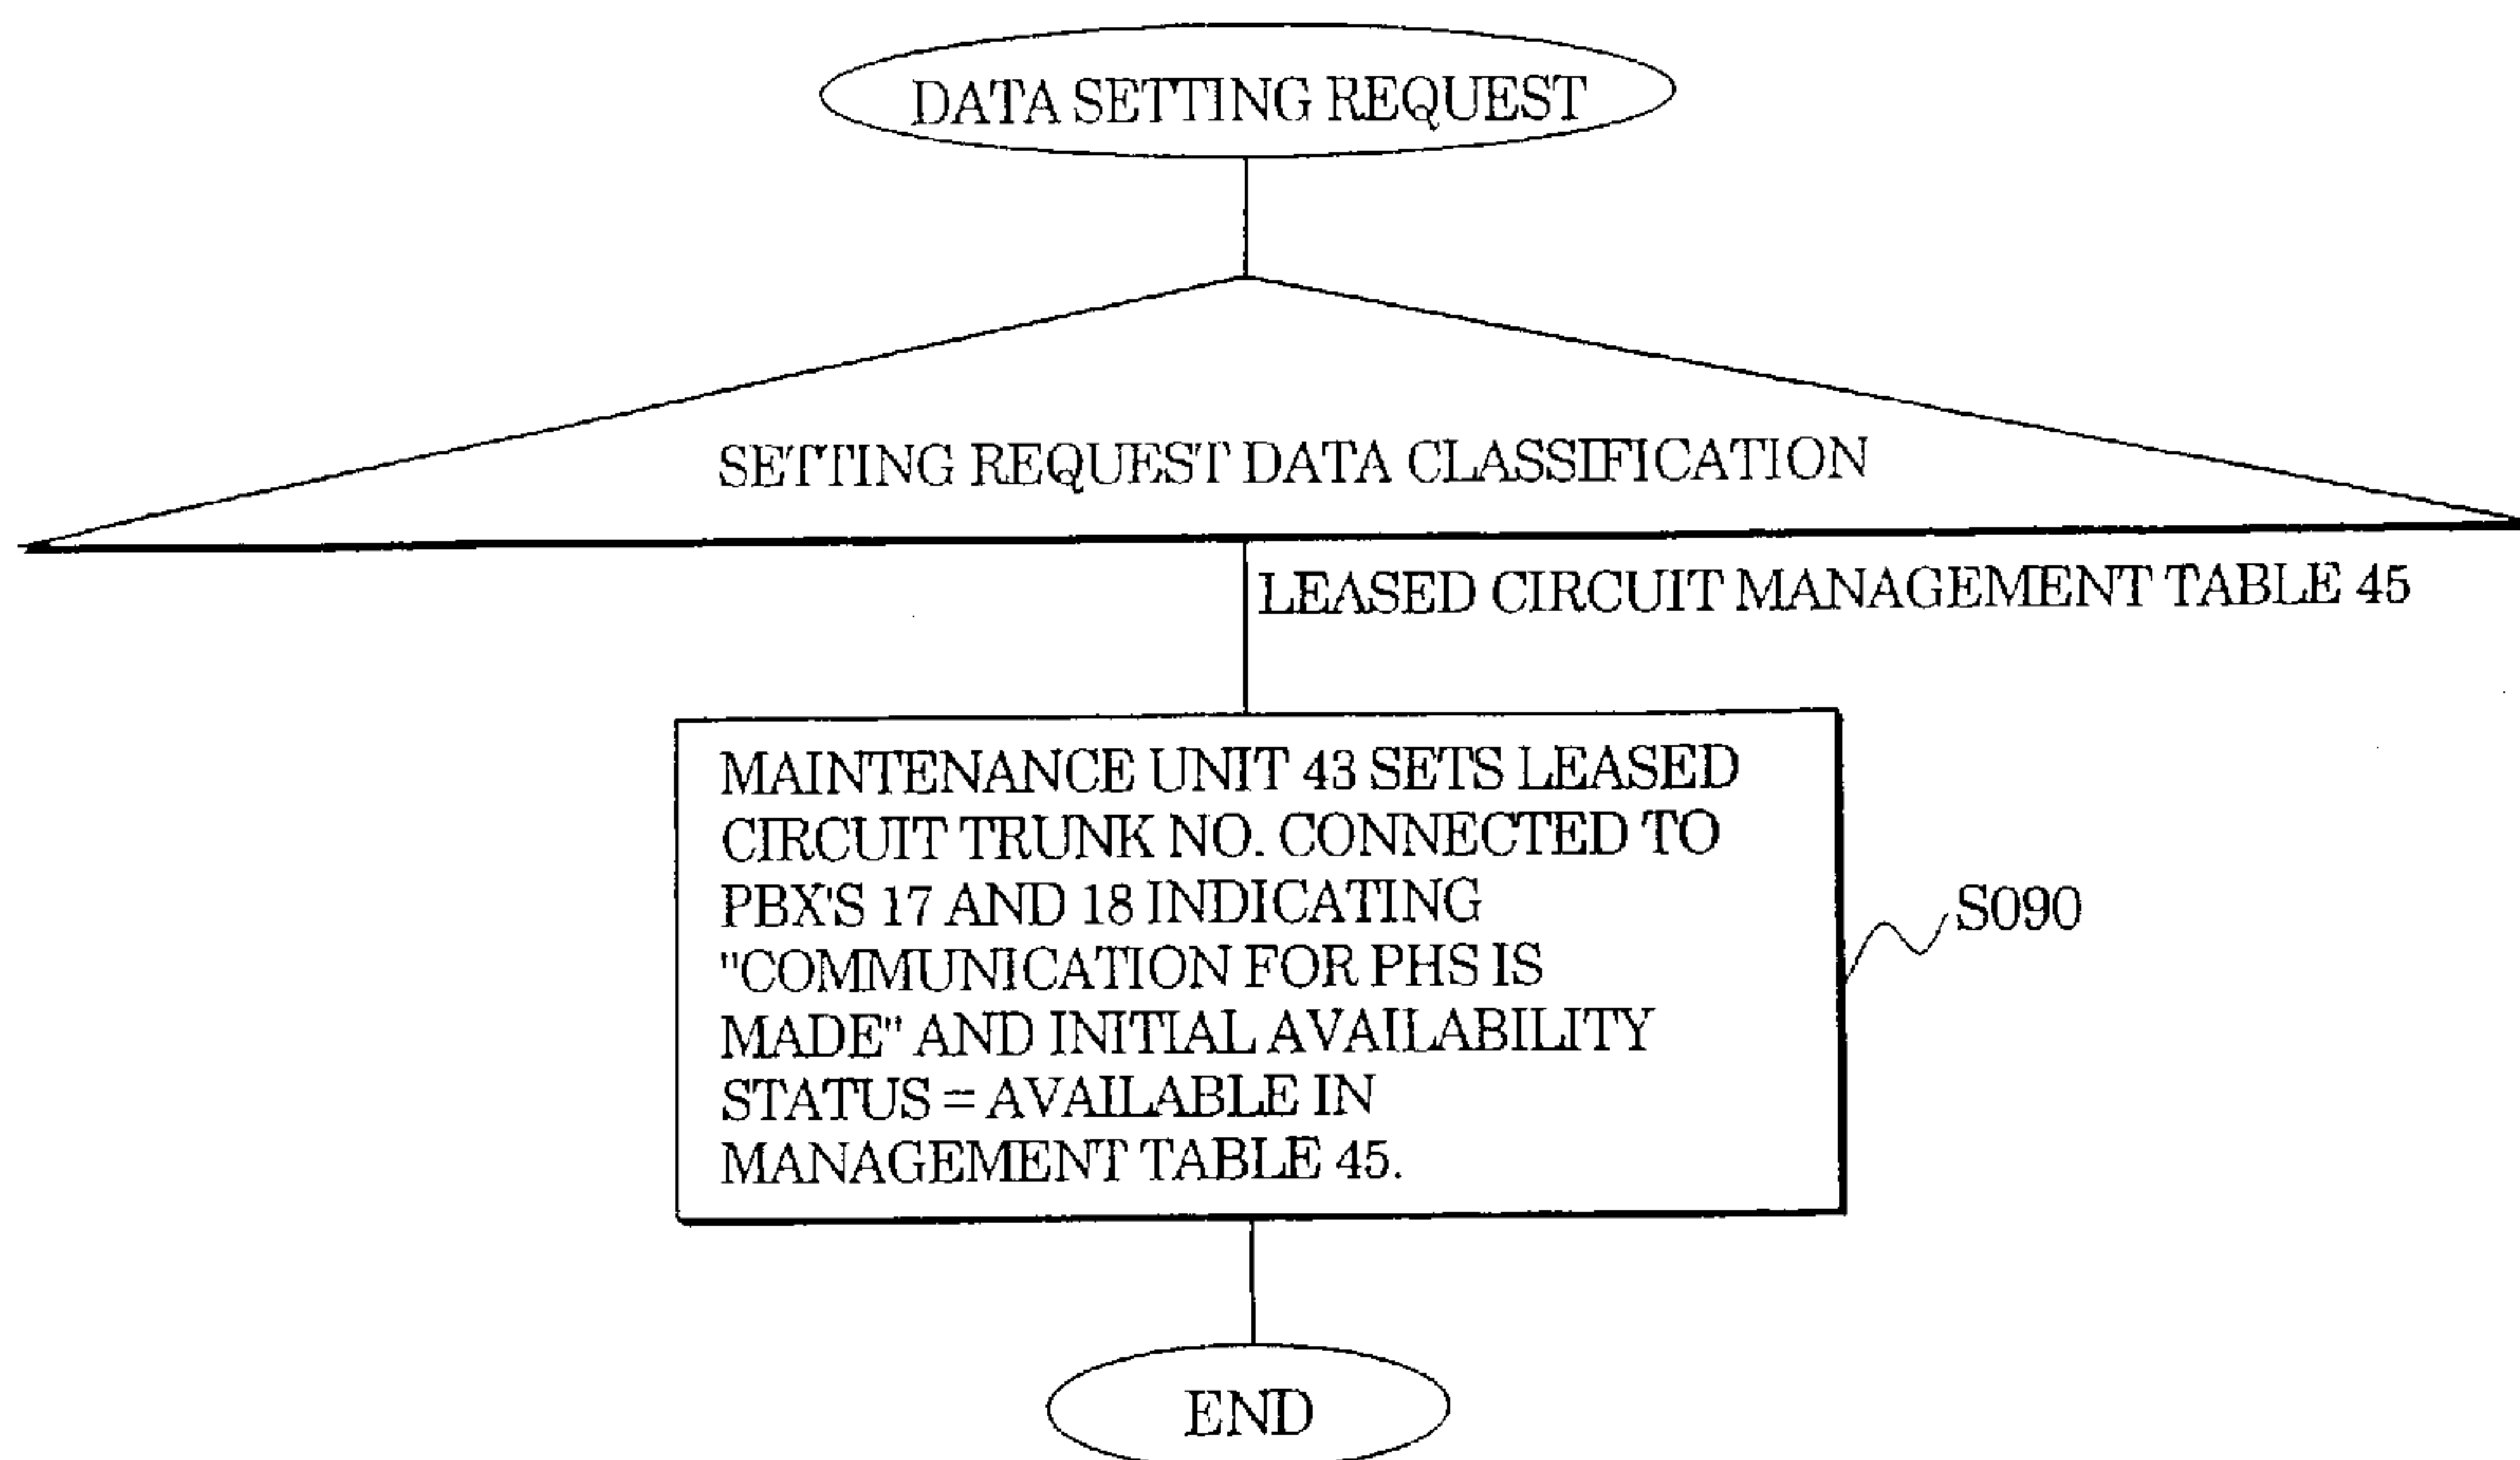 DATA SETTING REQUEST
SETTING REQUEST DATA CLASSIFICATION
LEASED CIRCUIT MANAGEMENT TABLE 45
MAINTENANCE UNIT 43 SETS LEASED
CIRCUIT TRUNK NO. CONNECTED TO
PBX'S 17 AND 18 INDICATING
"COMMUNICATION FOR PHS IS
MADE" AND INITIAL AVAILABILITY
STATUS = AVAILABLE IN
MANAGEMENT TABLE 45.
S090
END